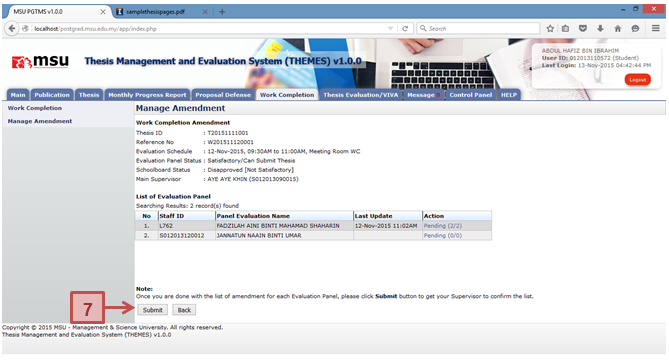 MSU PGTMS v1.0.0
samplethesispages.pdf
localhost/postgrad.msu.edu.my/app/index.php
Search
msu
Thesis Management and Evaluation System (THEMES) v1.0.0
ABDUL HAFIZ BIN IBRAHIM
User ID: 012013110572 (Student)
Last Login: 13-Nov-2015 04:42:44 PM
Logout
Main Publication Thesis Monthly Progress Report Proposal Defense Work Completion Thesis Evaluation/VIVA Message Control Panel HELP
Work Completion
Manage Amendment
Manage Amendment
Work Completion Amendment
Thesis ID : T20151111001
Reference No : W201511120001
Evaluation Schedule : 12-Nov-2015, 09:30AM to 11:00AM, Meeting Room WC
Evaluation Panel Status : Satisfactory/Can Submit Thesis
Schoolboard Status : Disapproved [Not Satisfactory]
Main Supervisor : AYE AYE KHIN (S012013090015)
List of Evaluation Panel
Searching Results: 2 record(s) found
No Staff ID Panel Evaluation Name Last Update Action
1. L762 FADZILAH AINI BINTI MAHAMAD SHAHARIN 12-Nov-2015 11:02AM Pending (2/2)
2. S012013120012 JANNATUN NAAIN BINTI UMAR Pending (0/0)
Note:
Once you are done with the list of amendment for each Evaluation Panel, please click Submit button to get your Supervisor to confirm the list.
7
Submit Back
Copyright © 2015 MSU - Management & Science University. All rights reserved.
Thesis Management and Evaluation System (THEMES) v1.0.0